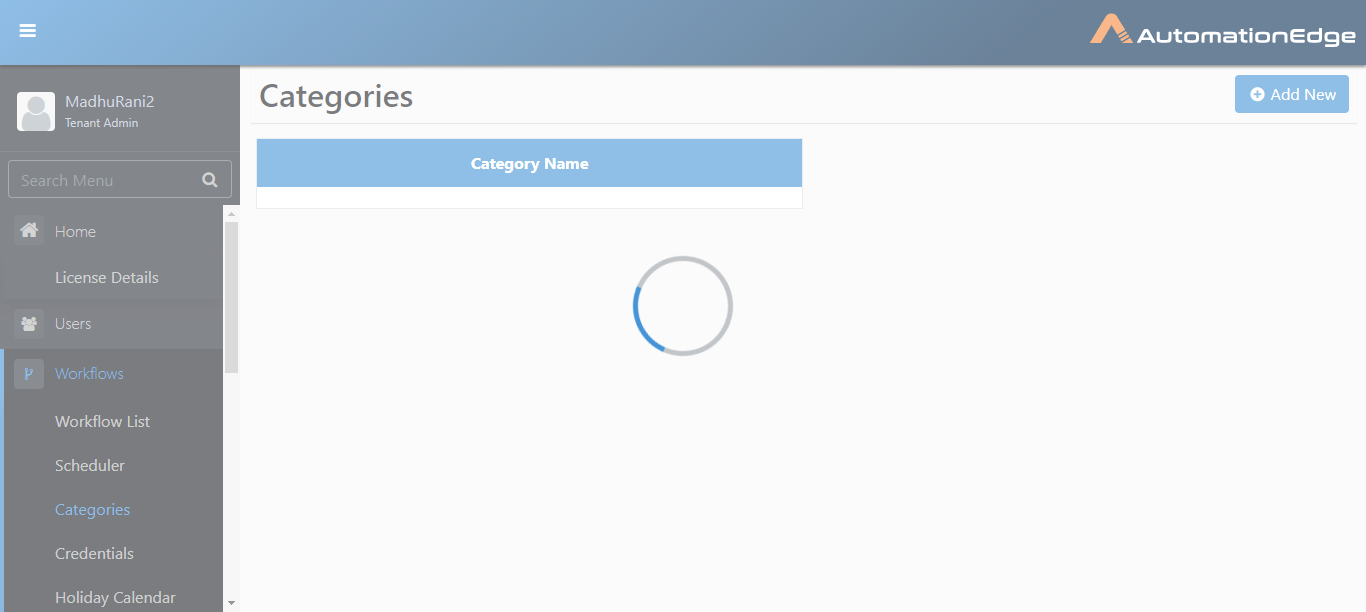 AutomationEdge
MadhuRani2
Tenant Admin
Search Menu
Home
License Details
Users
Workflows
Workflow List
Scheduler
Categories
Credentials
Holiday Calendar
Categories
Add New
Category Name